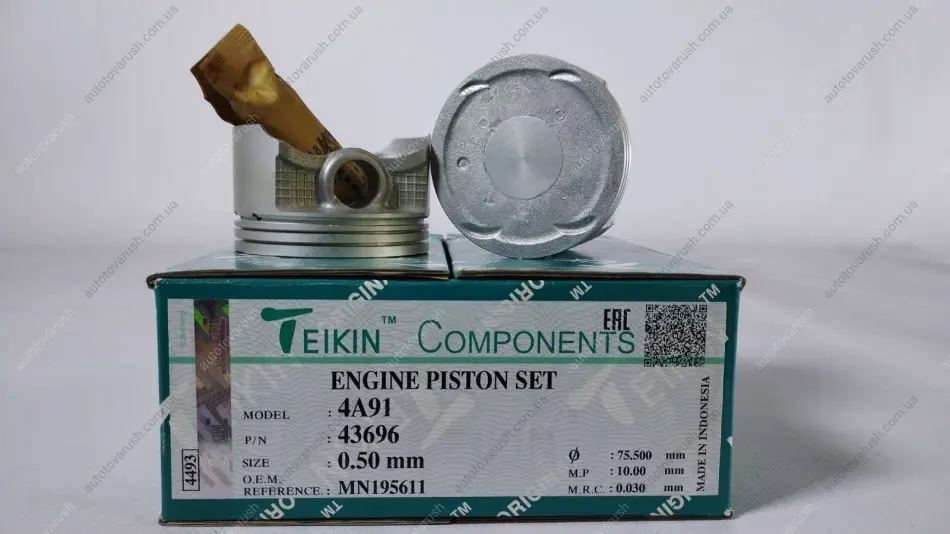 TEIKIN™ COMPONENTS
EAC
ENGINE PISTON SET
MODEL : 4A91
P/N : 43696
SIZE : 0.50 mm
O.E.M.
REFERENCE. : MN195611
Ø : 75.500 mm
M.P : 10.00 mm
M.R.C. : 0.030 mm
MADE IN INDONESIA
4493
autotovarush.com.ua